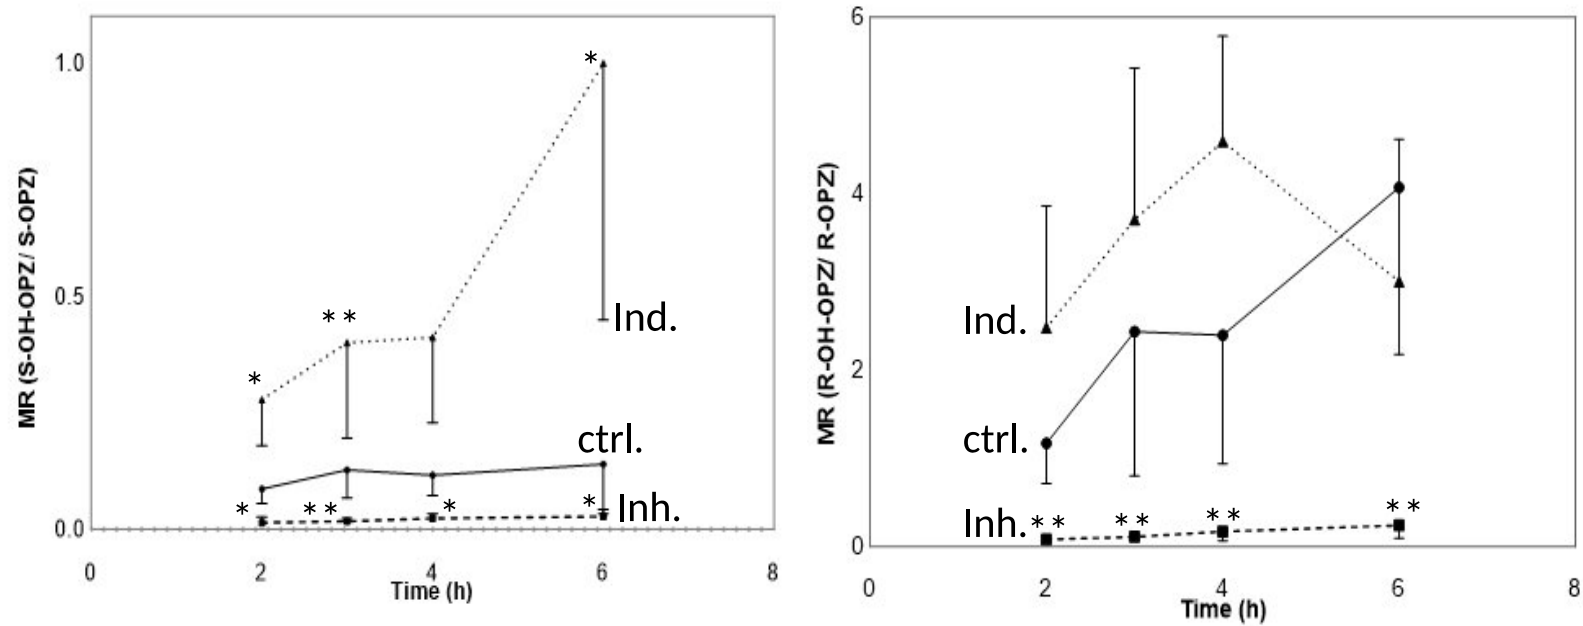 MR (S-OH-OPZ/ S-OPZ)
1.0
0.5
0.0
*
* *
*
Ind.
ctrl.
* * * * *
Inh.
0 2 4 6 8
Time (h)
MR (R-OH-OPZ/ R-OPZ)
6
4
2
0
Ind.
ctrl.
Inh. * * * * * * * *
0 2 4 6 8
Time (h)